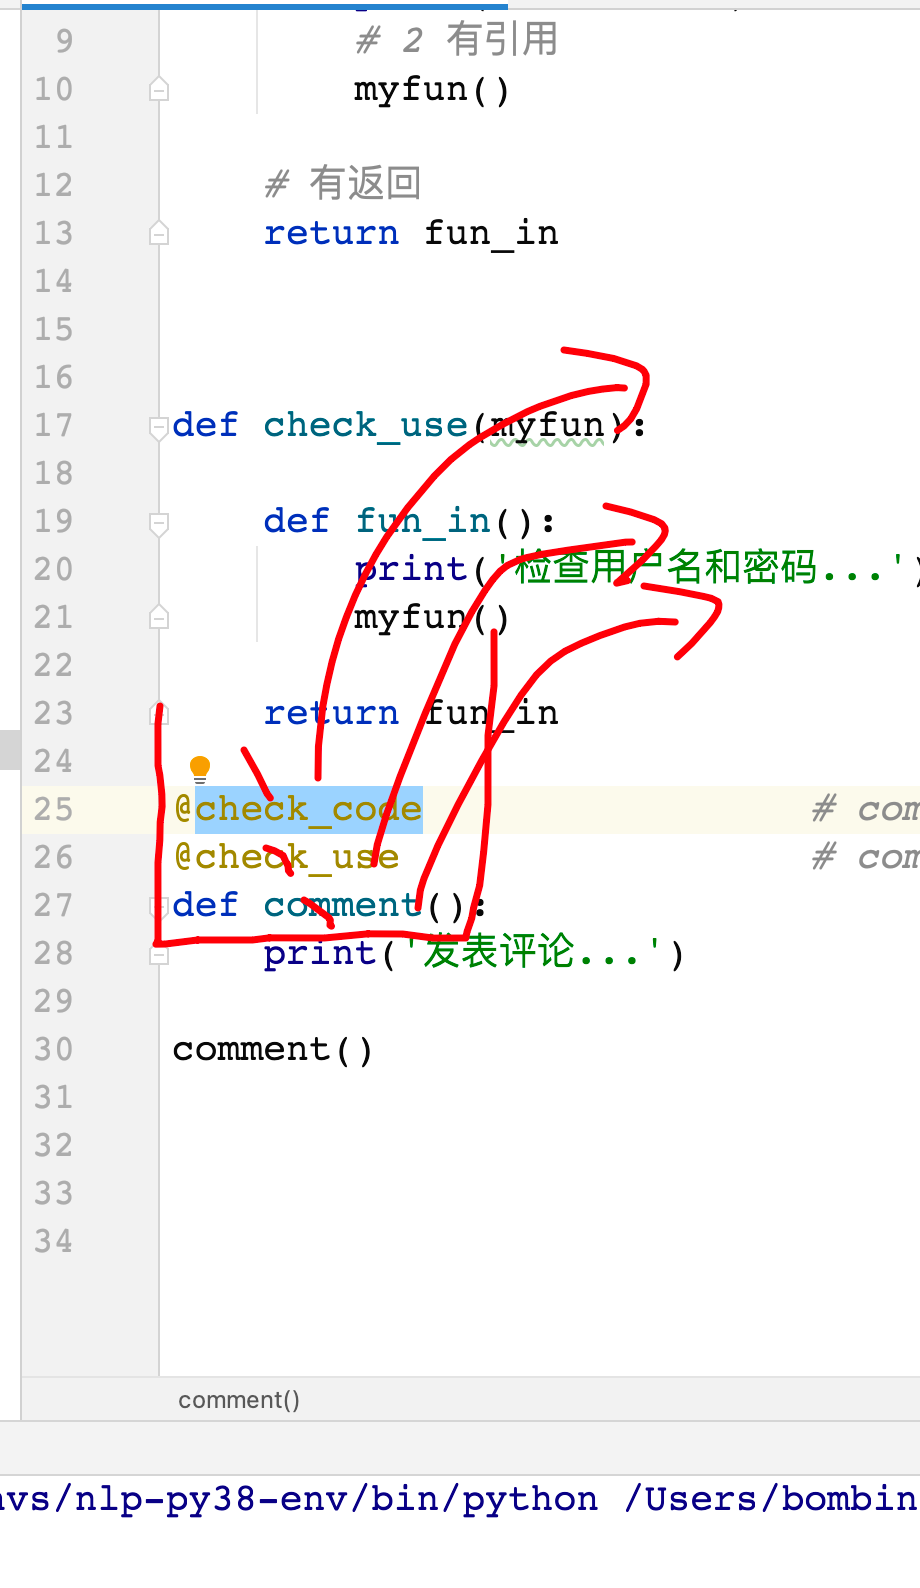 9 # 2 有引用
10 myfun()
11
12 # 有返回
13 return fun_in
14
15
16
17 def check_use(myfun):
18
19 def fun_in():
20 print('检查用户名和密码...')
21 myfun()
22
23 return fun_in
24
25 @check_code # com
26 @check_use # com
27 def comment():
28 print('发表评论...')
29
30 comment()
31
32
33
34
comment()
nvs/nlp-py38-env/bin/python /Users/bombin